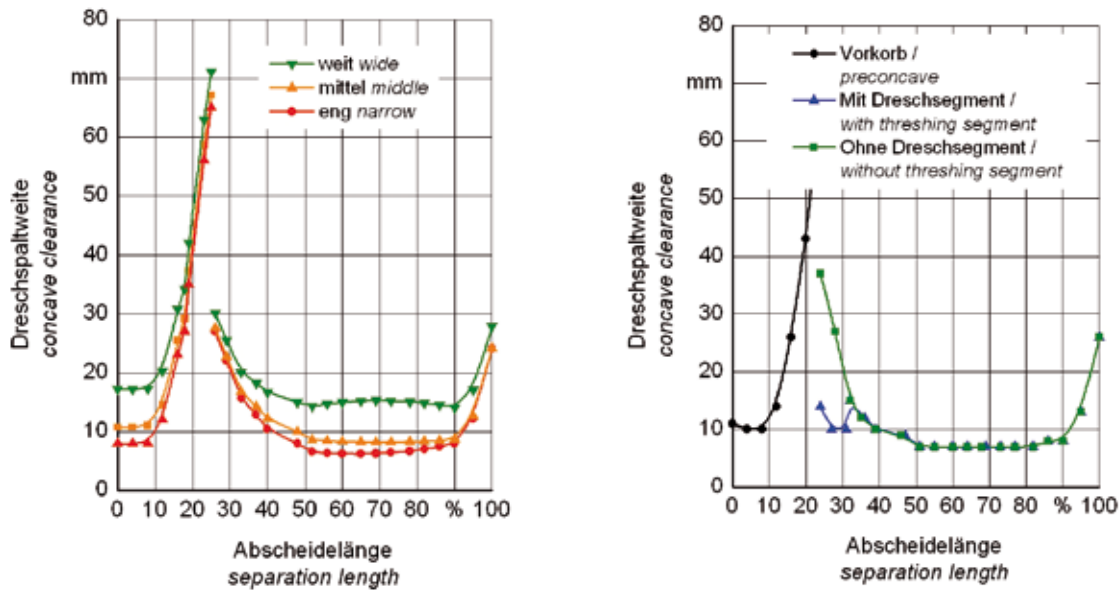 80
mm
60
50
40
30
20
10
0
Dreschspaltweite
concave clearance
weit wide
mittel middle
eng narrow
0 10 20 30 40 50 60 70 80 % 100
Abscheidelänge
separation length
80
mm
60
50
40
30
20
10
0
Dreschspaltweite
concave clearance
Vorkorb /
preconcave
Mit Dreschsegment /
with threshing segment
Ohne Dreschsegment /
without threshing segment
0 10 20 30 40 50 60 70 80 % 100
Abscheidelänge
separation length